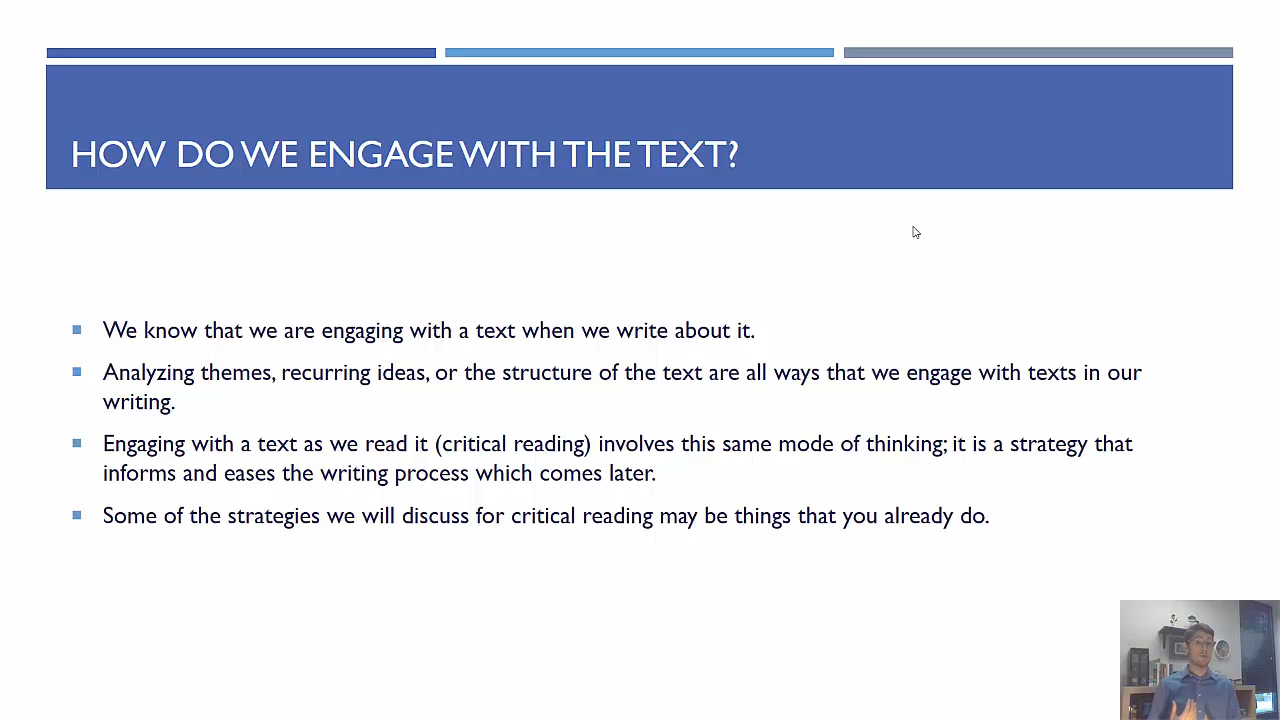 HOW DO WE ENGAGE WITH THE TEXT?
We know that we are engaging with a text when we write about it.
Analyzing themes, recurring ideas, or the structure of the text are all ways that we engage with texts in our
writing.
Engaging with a text as we read it (critical reading) involves this same mode of thinking; it is a strategy that
informs and eases the writing process which comes later.
Some of the strategies we will discuss for critical reading may be things that you already do.